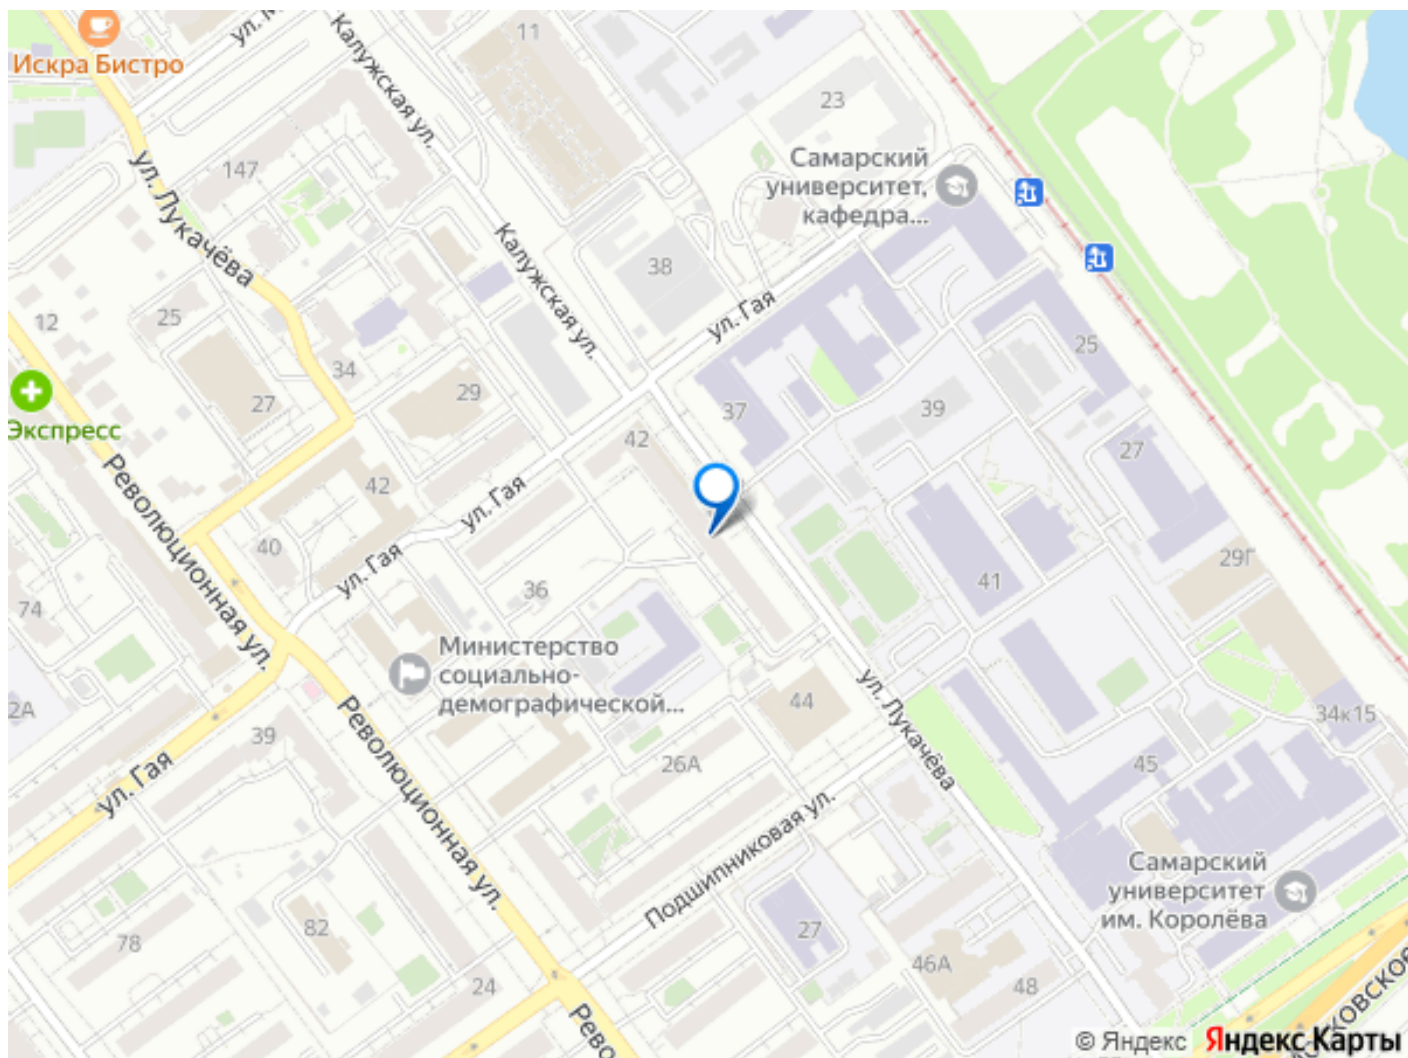 ул. М
Калужская ул.
11
Искра Бистро
23
Самарский
университет,
кафедра...
147
ул. Лукачёва
Калужская ул.
38
ул. Гая
12
25
34
29
27
25
37
39
Экспресс
42
27
42
ул. Гая
Революционная ул.
40
ул. Гая
36
41
29Г
74
Министерство
социально-
демографической...
2А
Революционная ул.
44
ул. Лукачёва
34к15
39
26А
45
ул. Гая
Подшипниковая ул.
Самарский
университет
им. Королёва
82
78
27
46А
24
48
Рево
ковское
© Яндекс
Яндекс Карты